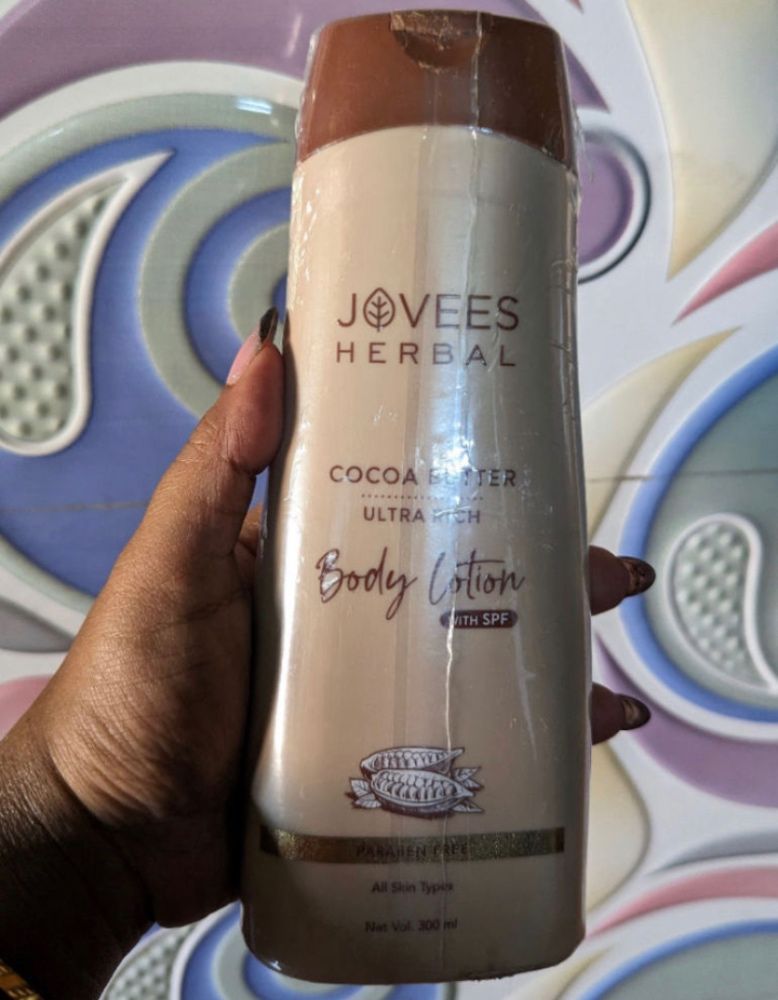 JOVEES
HERBAL
COCOA BUTTER
ULTRA RICH
Body Lotion
WITH SPF
PARABEN FREE
All Skin Types
Net Vol. 300 ml